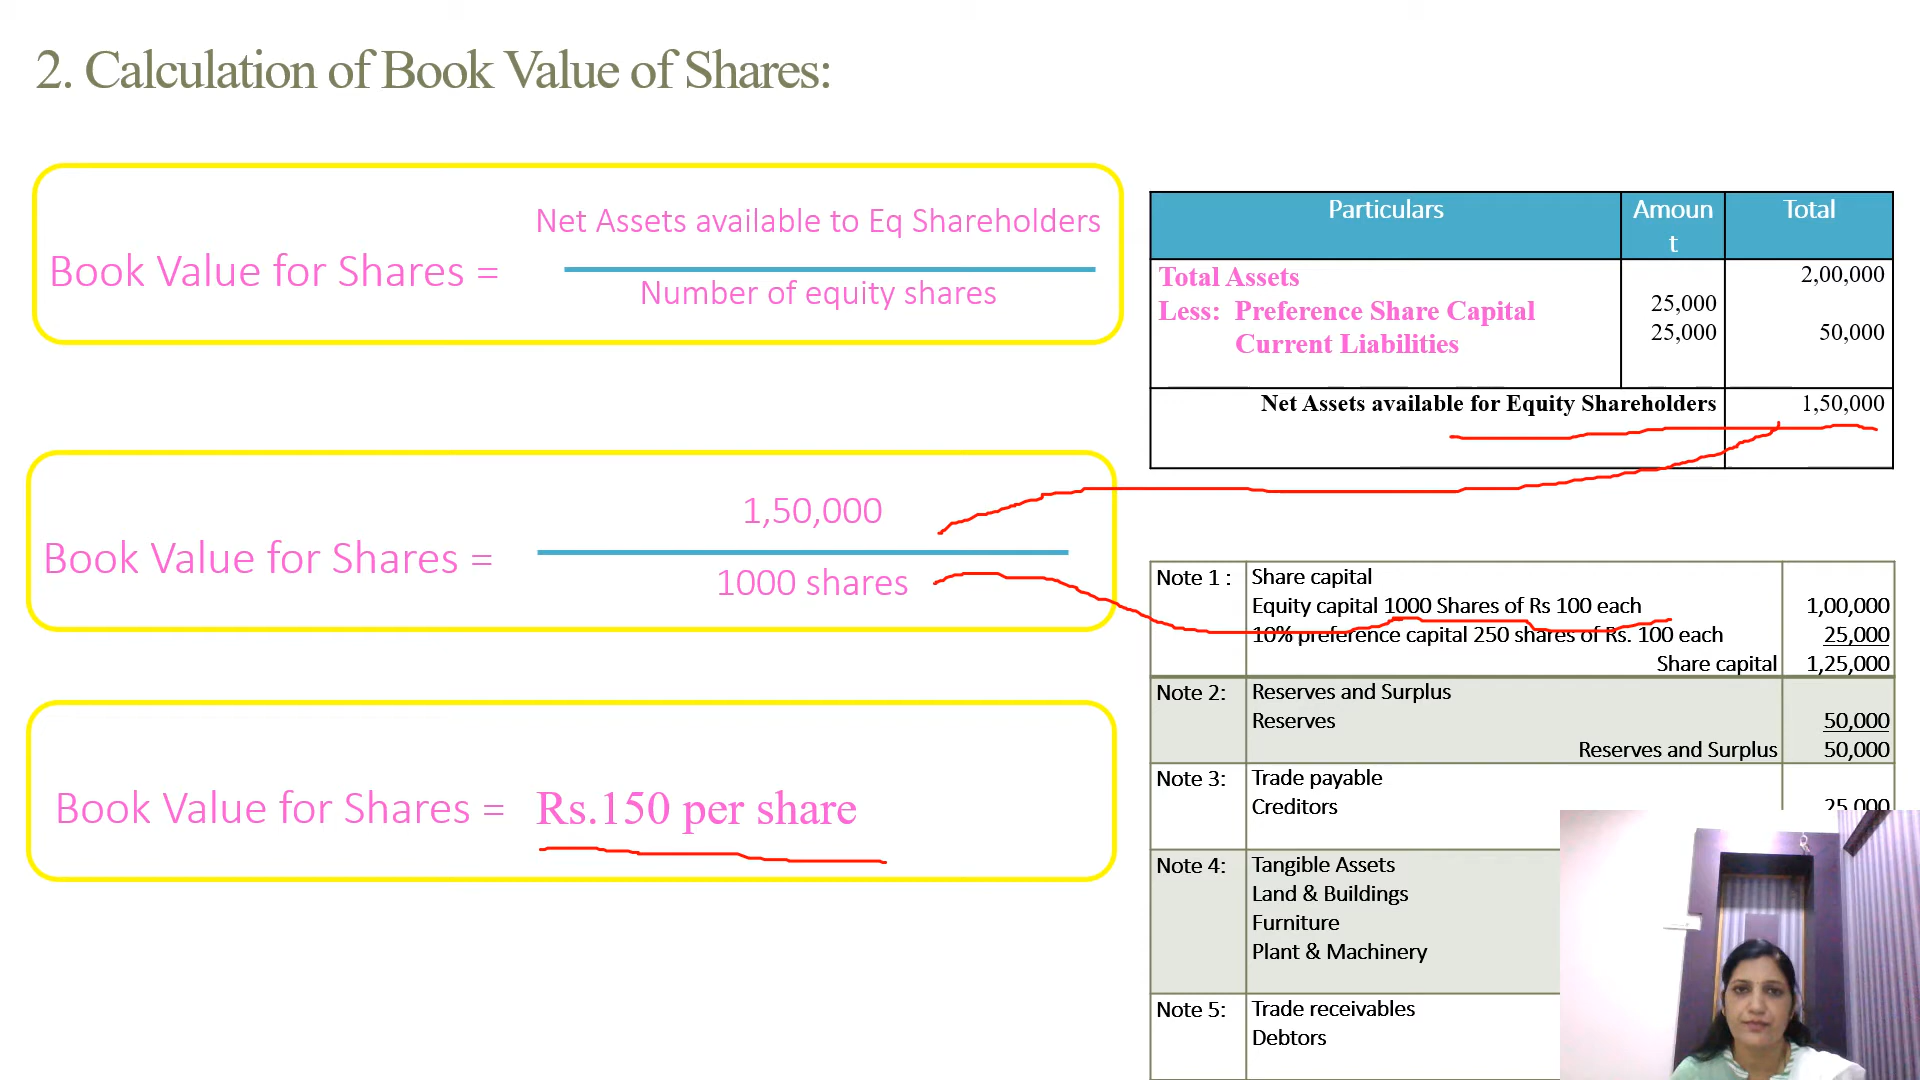 2. Calculation of Book Value of Shares:
Book Value for Shares =
Net Assets available to Eq Shareholders
Number of equity shares
Book Value for Shares =
1,50,000
1000 shares
Book Value for Shares = Rs.150 per share
Particulars Amoun Total
t
Total Assets 2,00,000
Less: Preference Share Capital 25,000
Current Liabilities 25,000 50,000
Net Assets available for Equity Shareholders 1,50,000
Note 1 : Share capital
Equity capital 1000 Shares of Rs 100 each 1,00,000
10% preference capital 250 shares of Rs. 100 each 25,000
Share capital 1,25,000
Note 2: Reserves and Surplus
Reserves 50,000
Reserves and Surplus 50,000
Note 3: Trade payable
Creditors 25,000
Note 4: Tangible Assets
Land & Buildings
Furniture
Plant & Machinery
Note 5: Trade receivables
Debtors